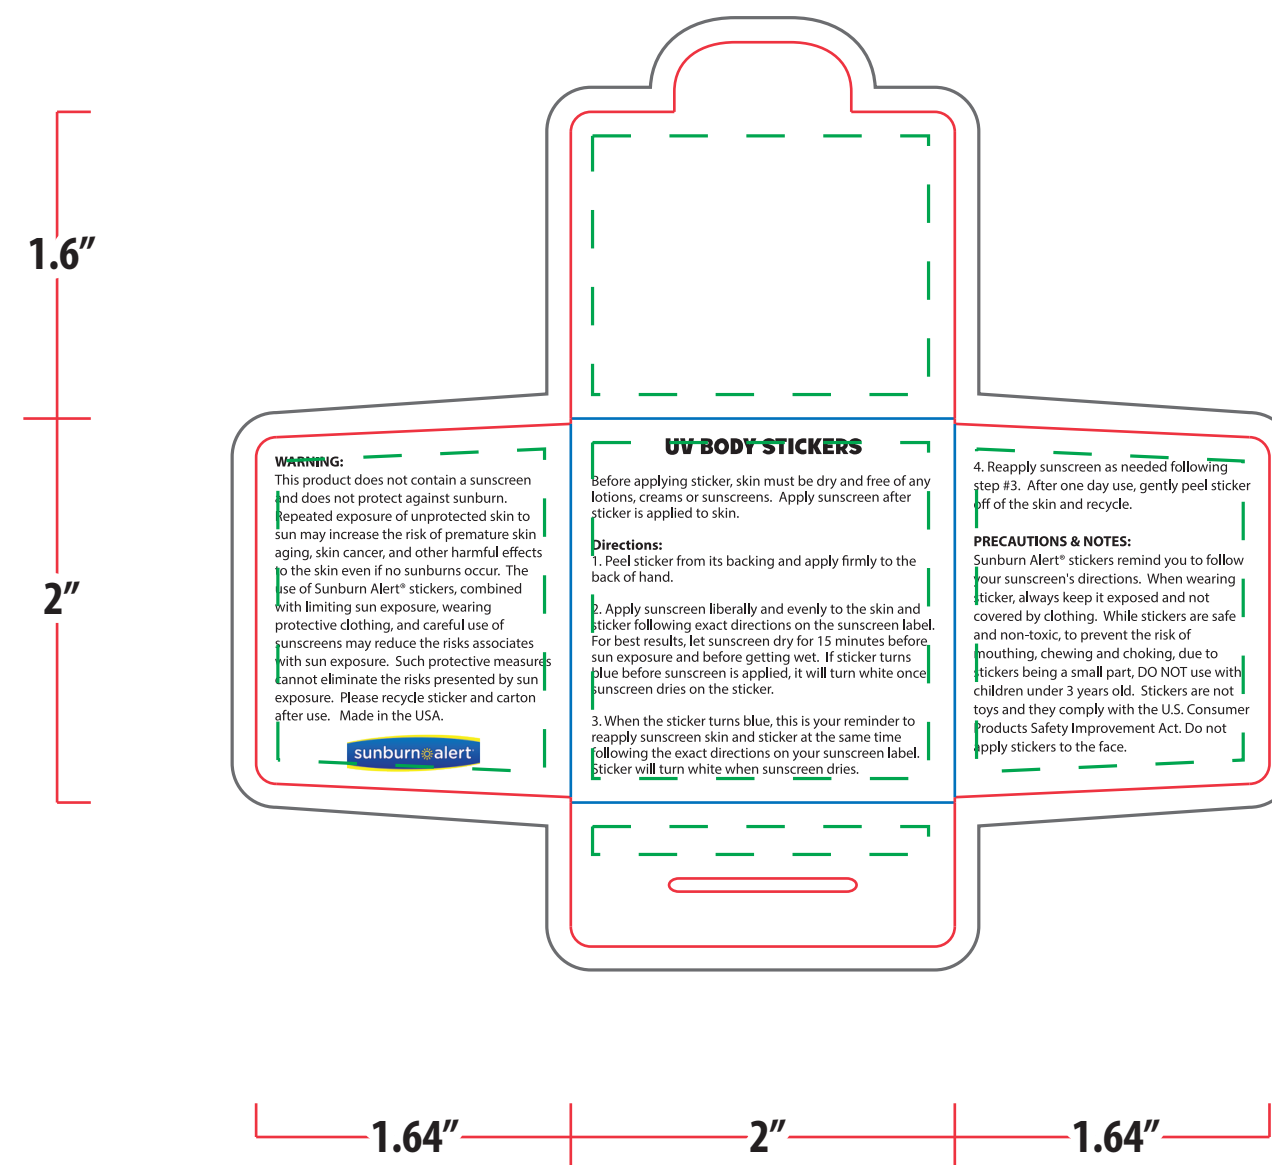 1.6”
2”
WARNING:
This product does not contain a sunscreen
and does not protect against sunburn.
Repeated exposure of unprotected skin to
sun may increase the risk of premature skin
aging, skin cancer, and other harmful effects
to the skin even if no sunburns occur. The
use of Sunburn Alert® stickers, combined
with limiting sun exposure, wearing
protective clothing, and careful use of
sunscreens may reduce the risks associates
with sun exposure. Such protective measures
cannot eliminate the risks presented by sun
exposure. Please recycle sticker and carton
after use. Made in the USA.
sunburn alert
UV BODY STICKERS
Before applying sticker, skin must be dry and free of any
lotions, creams or sunscreens. Apply sunscreen after
sticker is applied to skin.
Directions:
1. Peel sticker from its backing and apply firmly to the
back of hand.
2. Apply sunscreen liberally and evenly to the skin and
sticker following exact directions on the sunscreen label.
For best results, let sunscreen dry for 15 minutes before
sun exposure and before getting wet. If sticker turns
blue before sunscreen is applied, it will turn white once
sunscreen dries on the sticker.
3. When the sticker turns blue, this is your reminder to
reapply sunscreen skin and sticker at the same time
following the exact directions on your sunscreen label.
Sticker will turn white when sunscreen dries.
4. Reapply sunscreen as needed following
step #3. After one day use, gently peel sticker
off of the skin and recycle.
PRECAUTIONS & NOTES:
Sunburn Alert® stickers remind you to follow
your sunscreen's directions. When wearing
sticker, always keep it exposed and not
covered by clothing. While stickers are safe
and non-toxic, to prevent the risk of
mouthing, chewing and choking, due to
stickers being a small part, DO NOT use with
children under 3 years old. Stickers are not
toys and they comply with the U.S. Consumer
Products Safety Improvement Act. Do not
apply stickers to the face.
1.64”
2”
1.64”